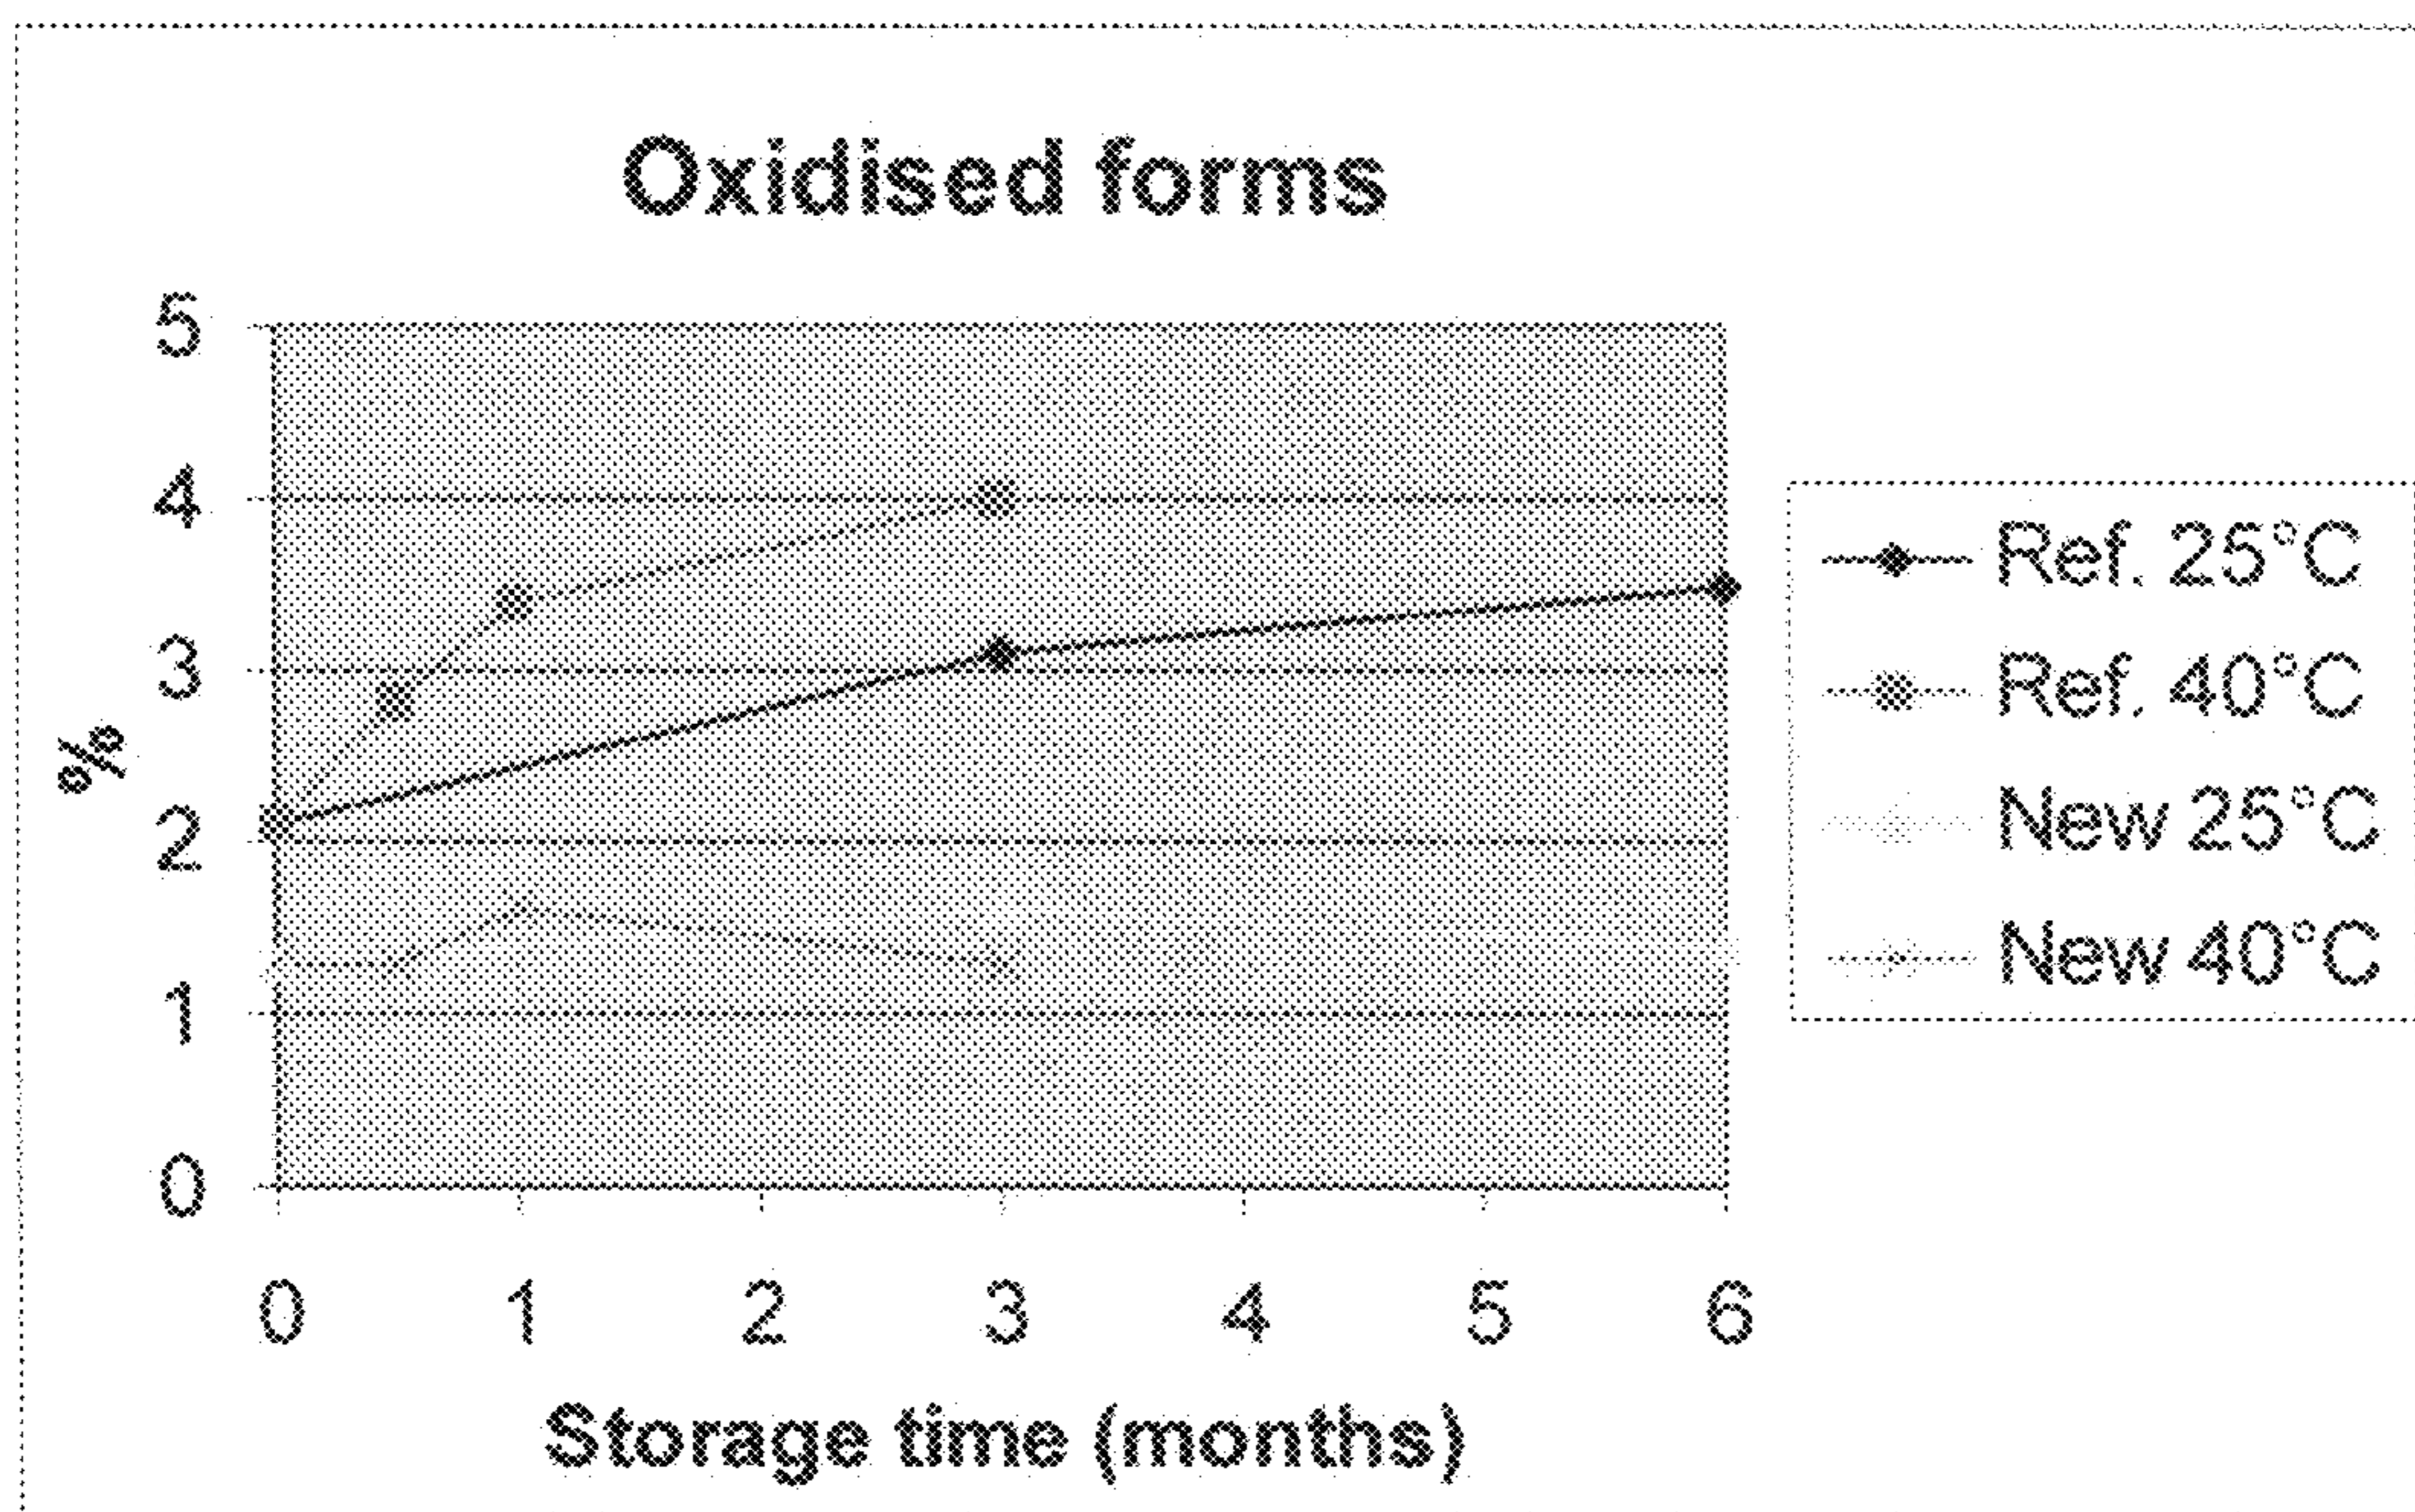 Oxidised forms
5
4
3
2
1
0
%
0 1 2 3 4 5 6
Storage time (months)
Ref. 25°C
Ref. 40°C
New 25°C
New 40°C